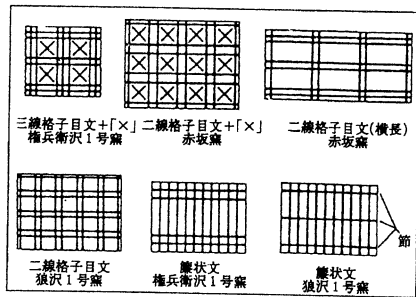 三線格子目文+「×」 二線格子目文+「×」 二線格子目文(横長)
権兵衛沢1号窯 赤坂窯 赤坂窯
節
二線格子目文 簾状文 簾状文
狼沢1号窯 権兵衛沢1号窯 狼沢1号窯